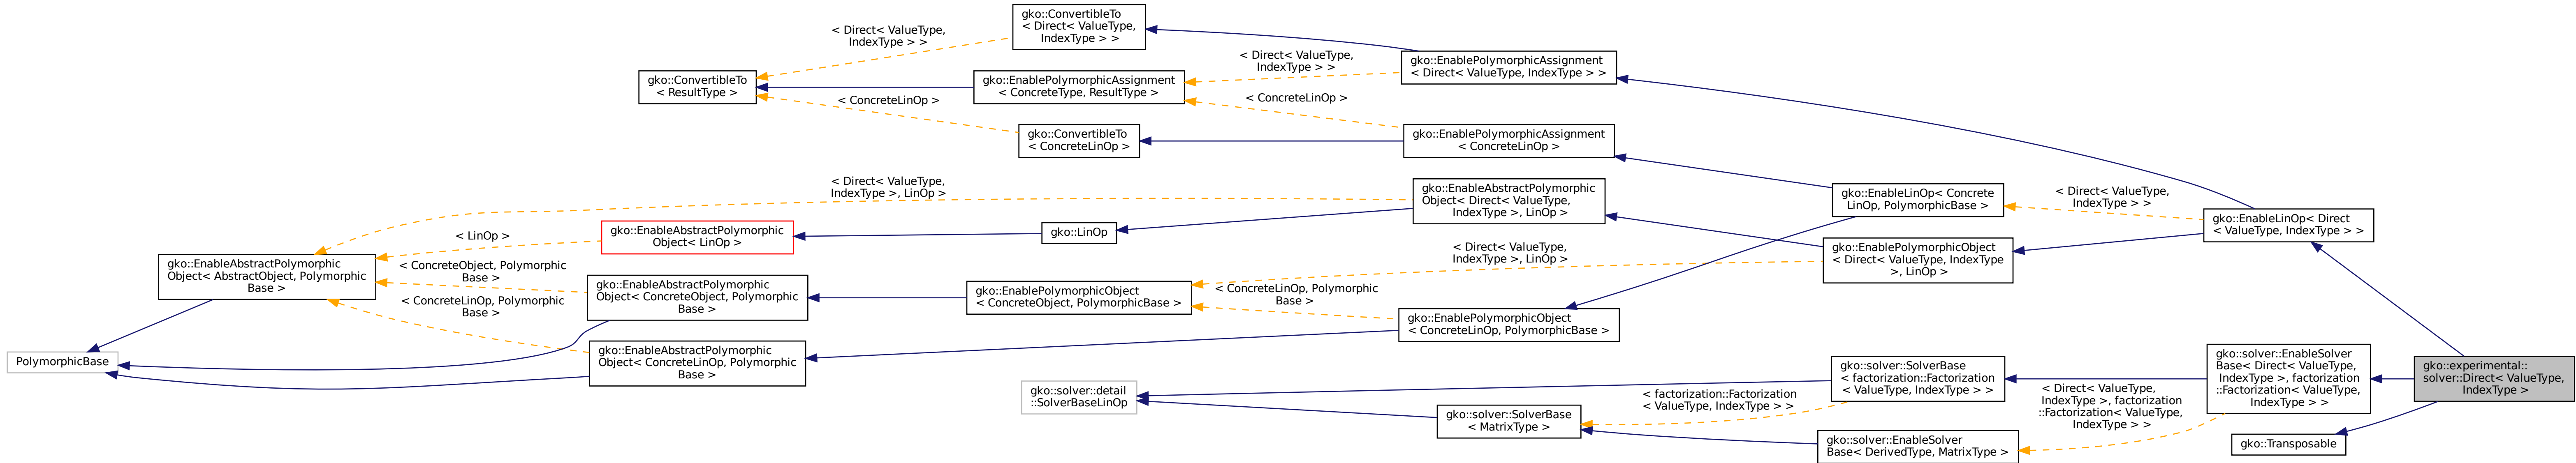 gko::ConvertibleTo
< Direct< ValueType,
IndexType > >
< Direct< ValueType,
IndexType > >
gko::ConvertibleTo
< ResultType >
gko::EnablePolymorphicAssignment
< ConcreteType, ResultType >
< Direct< ValueType,
IndexType > >
gko::EnablePolymorphicAssignment
< Direct< ValueType, IndexType > >
< ConcreteLinOp >
< ConcreteLinOp >
gko::ConvertibleTo
< ConcreteLinOp >
gko::EnablePolymorphicAssignment
< ConcreteLinOp >
< Direct< ValueType,
IndexType >, LinOp >
gko::EnableAbstractPolymorphic
Object< Direct< ValueType,
IndexType >, LinOp >
gko::EnableLinOp< Concrete
LinOp, PolymorphicBase >
< Direct< ValueType,
IndexType > >
gko::EnableLinOp< Direct
< ValueType, IndexType > >
< LinOp >
gko::EnableAbstractPolymorphic
Object< LinOp >
gko::LinOp
gko::EnablePolymorphicObject
< Direct< ValueType, IndexType
>, LinOp >
< Direct< ValueType,
IndexType >, LinOp >
gko::EnableAbstractPolymorphic
Object< AbstractObject, Polymorphic
Base >
< ConcreteObject, Polymorphic
Base >
gko::EnableAbstractPolymorphic
Object< ConcreteObject, Polymorphic
Base >
gko::EnablePolymorphicObject
< ConcreteObject, PolymorphicBase >
< ConcreteLinOp, Polymorphic
Base >
< ConcreteLinOp, Polymorphic
Base >
gko::EnablePolymorphicObject
< ConcreteLinOp, PolymorphicBase >
PolymorphicBase
gko::EnableAbstractPolymorphic
Object< ConcreteLinOp, Polymorphic
Base >
gko::solver::detail
::SolverBaseLinOp
gko::solver::SolverBase
< factorization::Factorization
< ValueType, IndexType > >
gko::solver::EnableSolver
Base< Direct< ValueType,
IndexType >, factorization
::Factorization< ValueType,
IndexType > >
gko::experimental::
solver::Direct< ValueType,
IndexType >
< factorization::Factorization
< ValueType, IndexType > >
gko::solver::SolverBase
< MatrixType >
< Direct< ValueType,
IndexType >, factorization
::Factorization< ValueType,
IndexType > >
gko::solver::EnableSolver
Base< DerivedType, MatrixType >
gko::Transposable